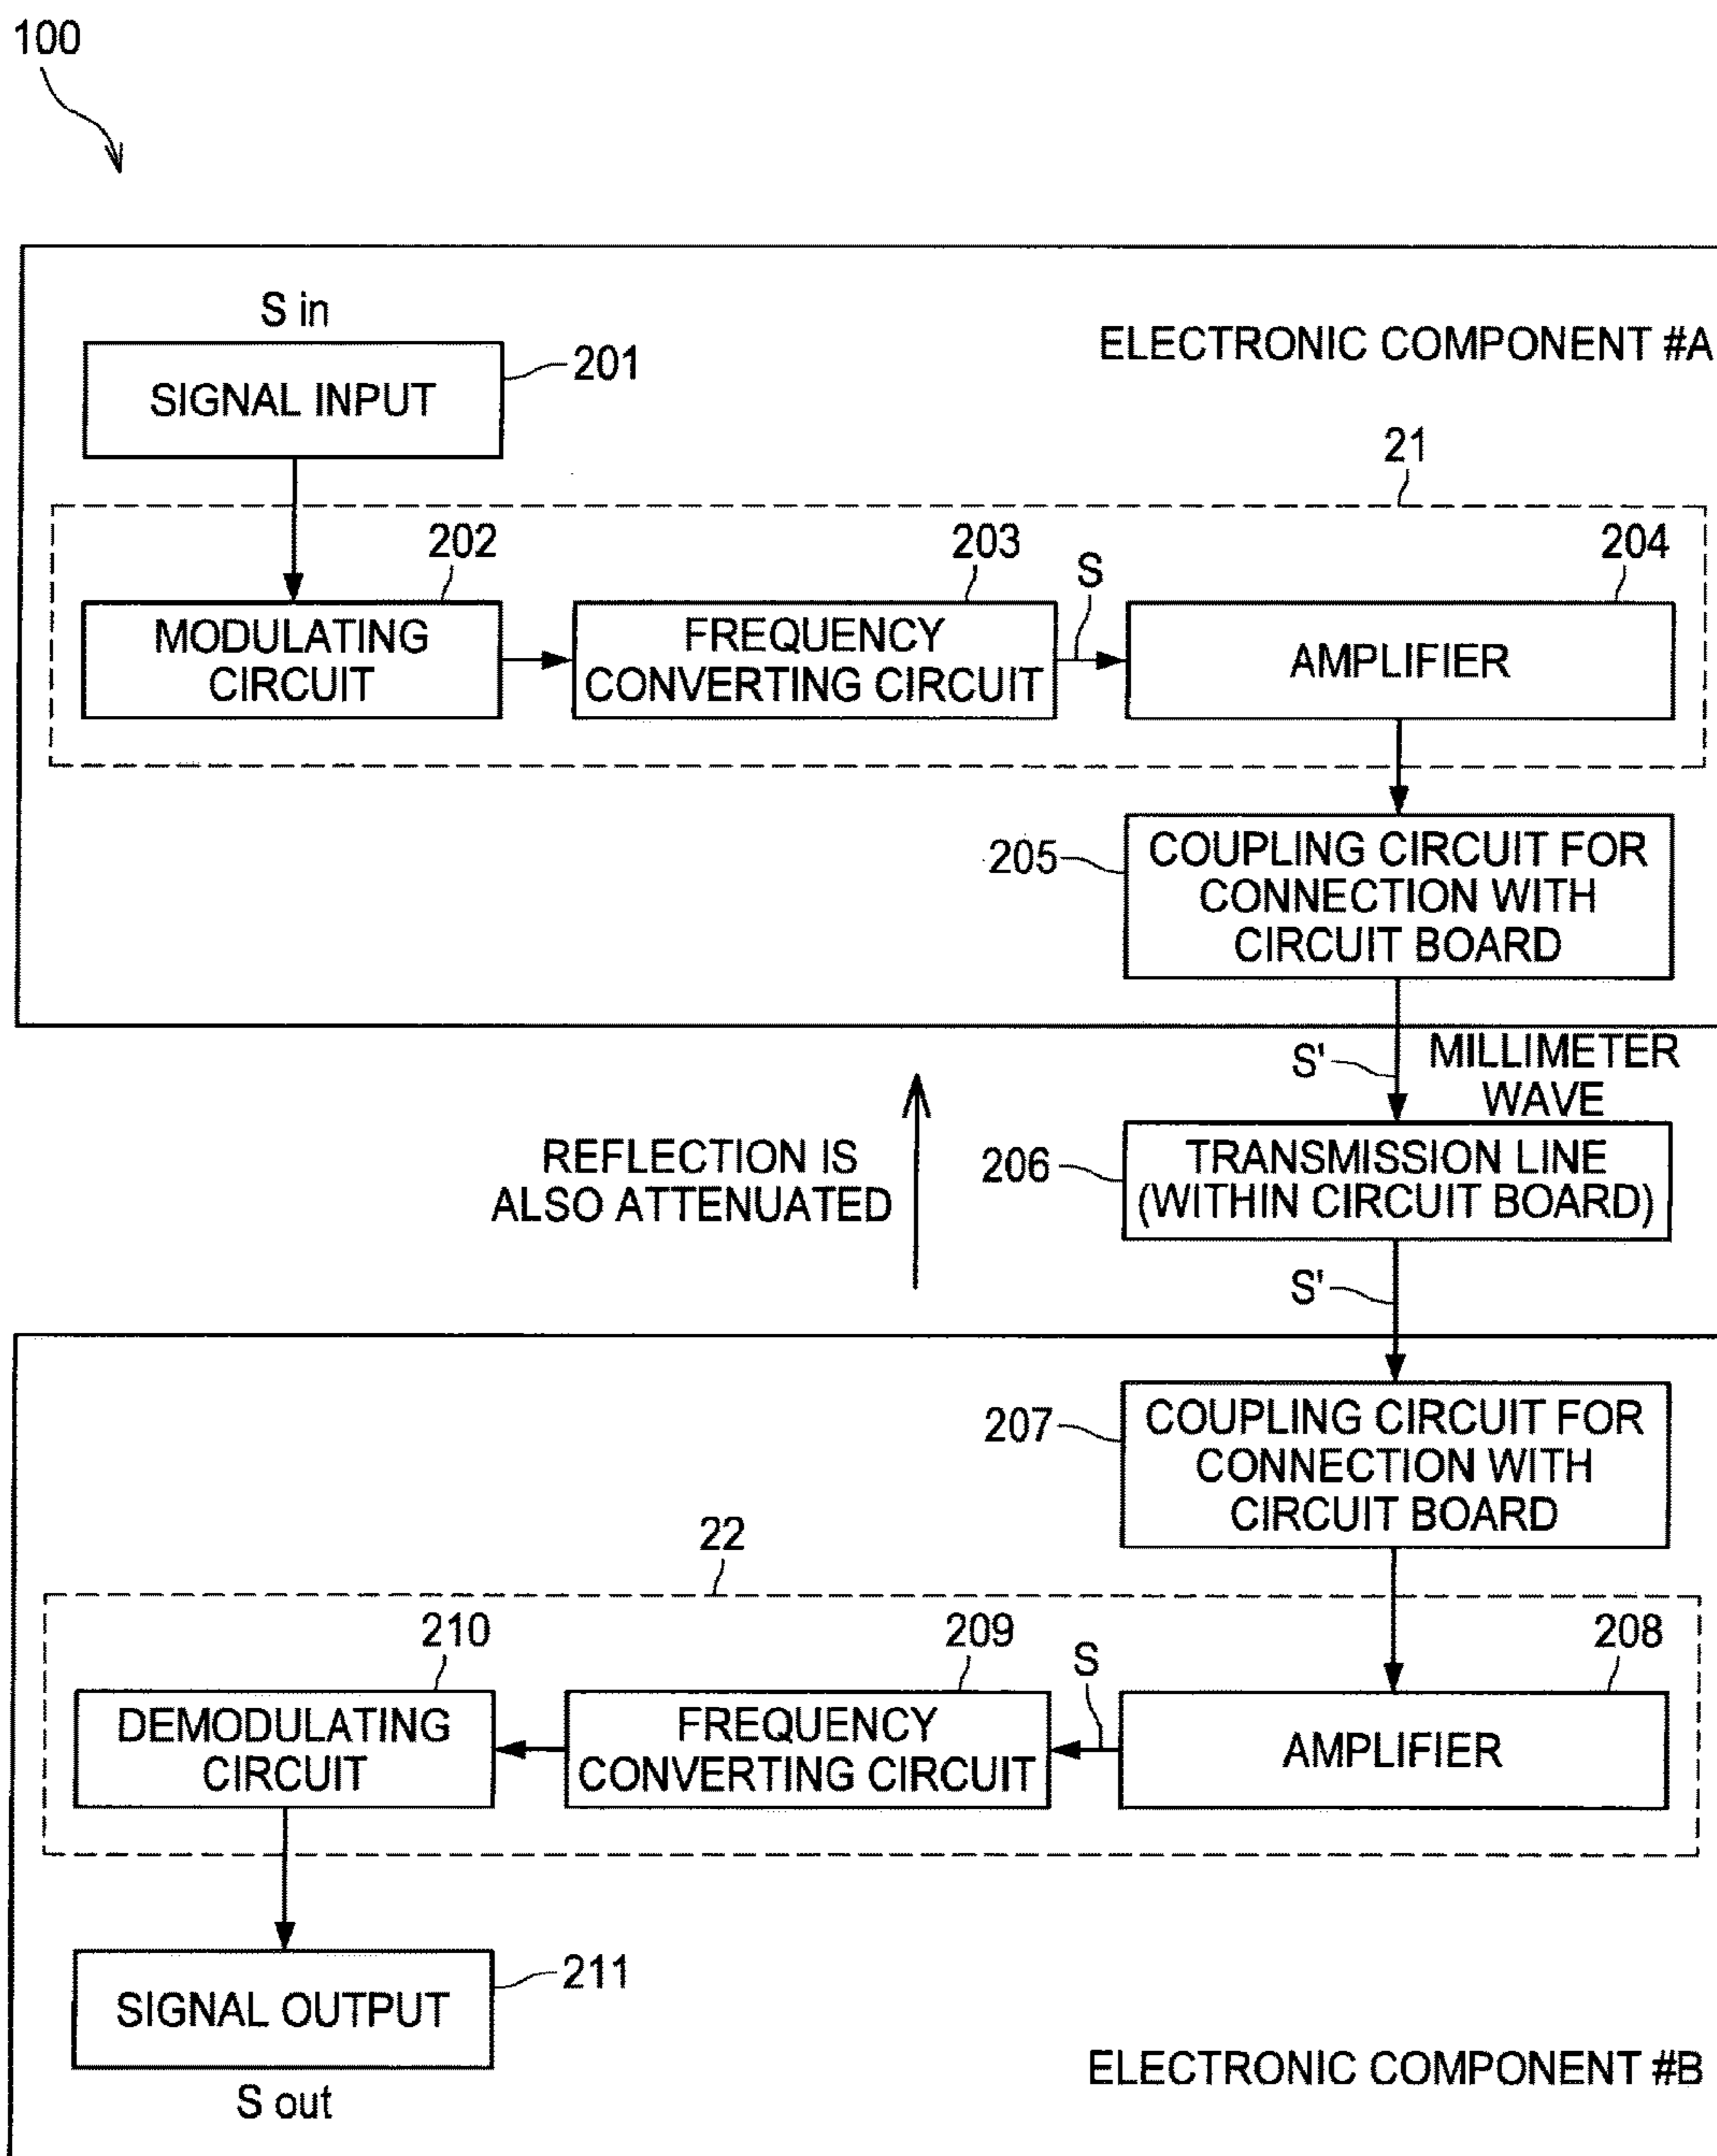 100
S in
SIGNAL INPUT
201
ELECTRONIC COMPONENT #A
21
202
203
S
204
MODULATING
CIRCUIT
FREQUENCY
CONVERTING CIRCUIT
AMPLIFIER
205
COUPLING CIRCUIT FOR
CONNECTION WITH
CIRCUIT BOARD
S'
MILLIMETER
WAVE
REFLECTION IS
ALSO ATTENUATED
206
TRANSMISSION LINE
(WITHIN CIRCUIT BOARD)
S'
207
COUPLING CIRCUIT FOR
CONNECTION WITH
CIRCUIT BOARD
22
210
209
S
208
DEMODULATING
CIRCUIT
FREQUENCY
CONVERTING CIRCUIT
AMPLIFIER
SIGNAL OUTPUT
211
S out
ELECTRONIC COMPONENT #B